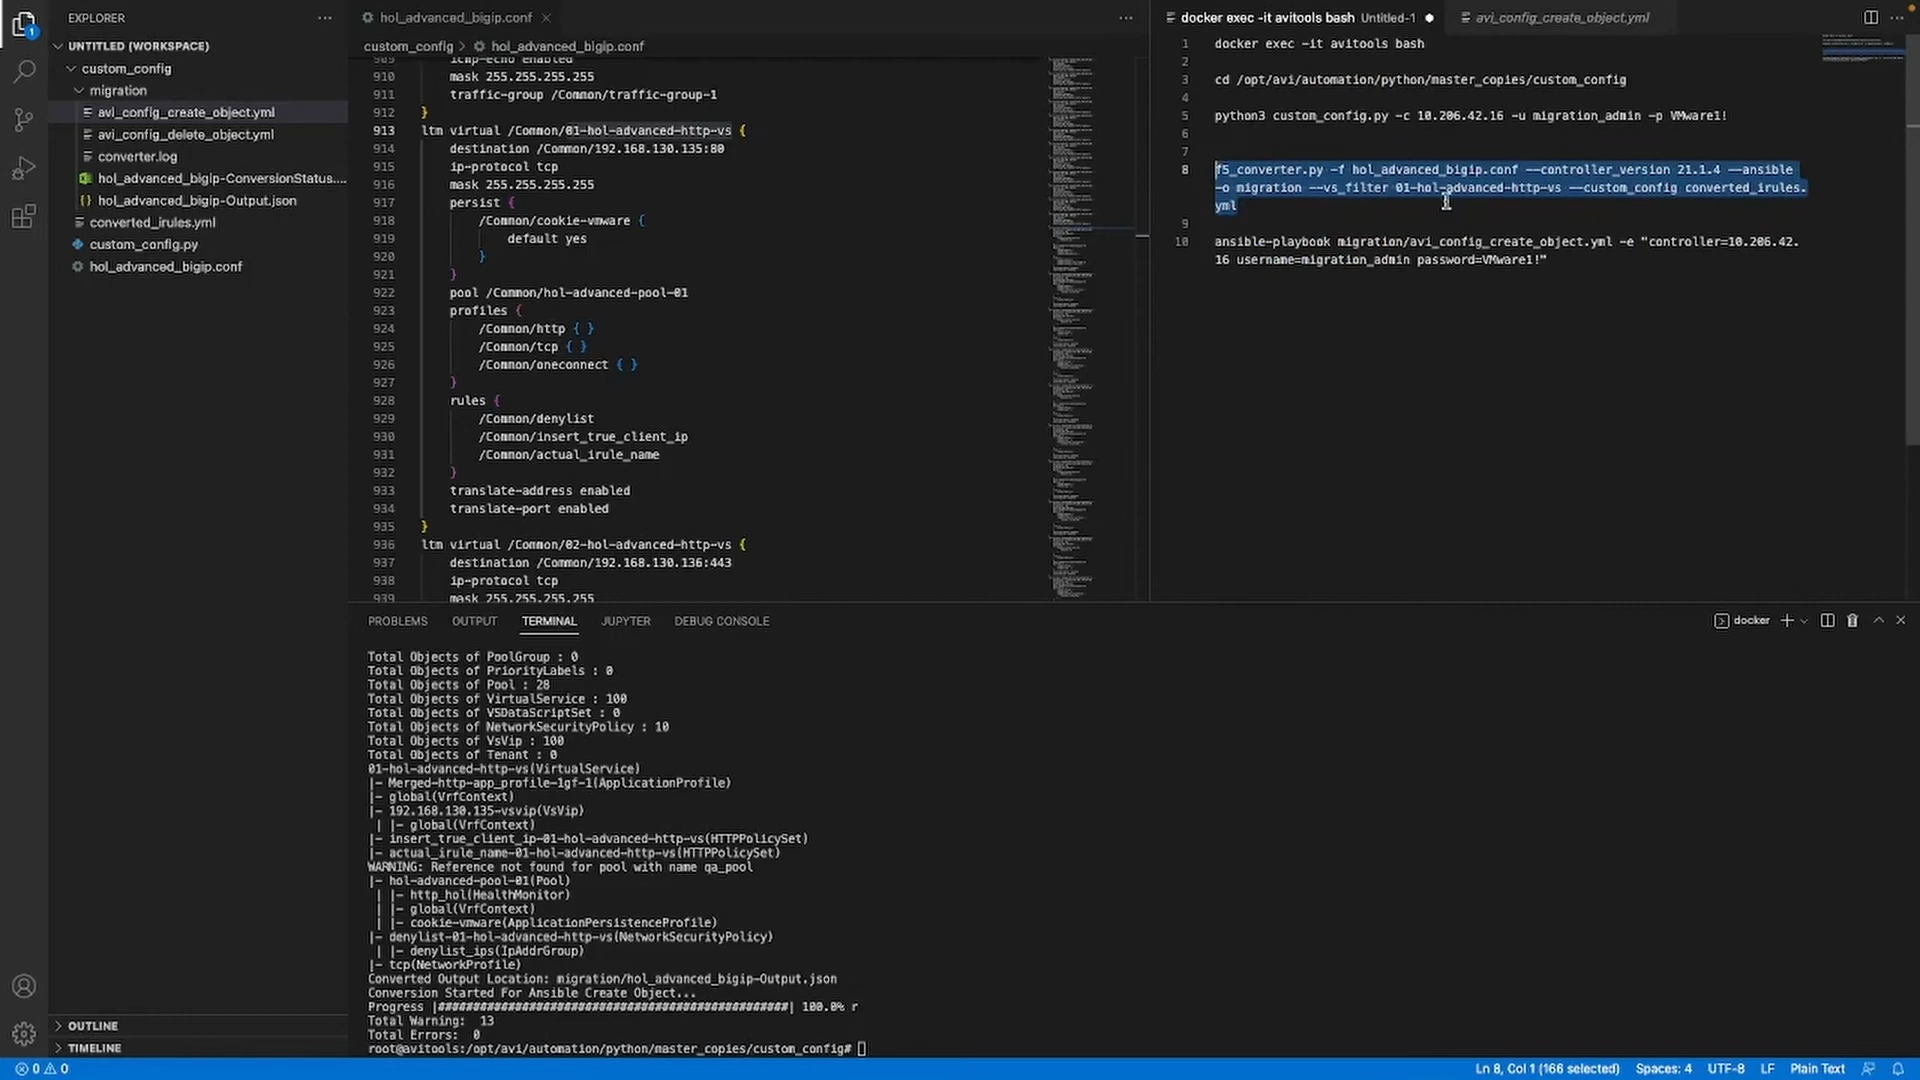 EXPLORER
UNTITLED (WORKSPACE)
custom_config
migration
avi_config_create_object.yml
avi_config_delete_object.yml
converter.log
hol_advanced_bigip-ConversionStatus....
hol_advanced_bigip-Output.json
converted_irules.yml
custom_config.py
hol_advanced_bigip.conf
OUTLINE
TIMELINE
hol_advanced_bigip.conf
custom_config > hol_advanced_bigip.conf
909 icmp-echo enabled
910 mask 255.255.255.255
911 traffic-group /Common/traffic-group-1
912 }
913 ltm virtual /Common/01-hol-advanced-http-vs {
914 destination /Common/192.168.130.135:80
915 ip-protocol tcp
916 mask 255.255.255.255
917 persist {
918 /Common/cookie-vmware {
919 default yes
920 }
921 }
922 pool /Common/hol-advanced-pool-01
923 profiles {
924 /Common/http { }
925 /Common/tcp { }
926 /Common/oneconnect { }
927 }
928 rules {
929 /Common/denylist
930 /Common/insert_true_client_ip
931 /Common/actual_irule_name
932 }
933 translate-address enabled
934 translate-port enabled
935 }
936 ltm virtual /Common/02-hol-advanced-http-vs {
937 destination /Common/192.168.130.136:443
938 ip-protocol tcp
939 mask 255.255.255.255
docker exec -it avitools bash Untitled-1
avi_config_create_object.yml
1 docker exec -it avitools bash
2
3 cd /opt/avi/automation/python/master_copies/custom_config
4
5 python3 custom_config.py -c 10.206.42.16 -u migration_admin -p VMware1!
6
7
8 f5_converter.py -f hol_advanced_bigip.conf --controller_version 21.1.4 --ansible
-o migration --vs_filter 01-hol-advanced-http-vs --custom_config converted_irules.
yml
9
10 ansible-playbook migration/avi_config_create_object.yml -e "controller=10.206.42.
16 username=migration_admin password=VMware1!"
PROBLEMS OUTPUT TERMINAL JUPYTER DEBUG CONSOLE
docker
Total Objects of PoolGroup : 0
Total Objects of PriorityLabels : 0
Total Objects of Pool : 28
Total Objects of VirtualService : 100
Total Objects of VSDataScriptSet : 0
Total Objects of NetworkSecurityPolicy : 10
Total Objects of VsVip : 100
Total Objects of Tenant : 0
01-hol-advanced-http-vs(VirtualService)
|- Merged-http-app_profile-1gf-1(ApplicationProfile)
|- global(VrfContext)
|- 192.168.130.135-vsvip(VsVip)
| |- global(VrfContext)
|- insert_true_client_ip-01-hol-advanced-http-vs(HTTPPolicySet)
|- actual_irule_name-01-hol-advanced-http-vs(HTTPPolicySet)
WARNING: Reference not found for pool with name qa_pool
|- hol-advanced-pool-01(Pool)
| |- http_hol(HealthMonitor)
| |- global(VrfContext)
| |- cookie-vmware(ApplicationPersistenceProfile)
|- denylist-01-hol-advanced-http-vs(NetworkSecurityPolicy)
| |- denylist_ips(IpAddrGroup)
|- tcp(NetworkProfile)
Converted Output Location: migration/hol_advanced_bigip-Output.json
Conversion Started For Ansible Create Object...
Progress |##################################################| 100.0% r
Total Warning: 13
Total Errors: 0
root@avitools:/opt/avi/automation/python/master_copies/custom_config#
0 0
Ln 8, Col 1 (166 selected) Spaces: 4 UTF-8 LF Plain Text